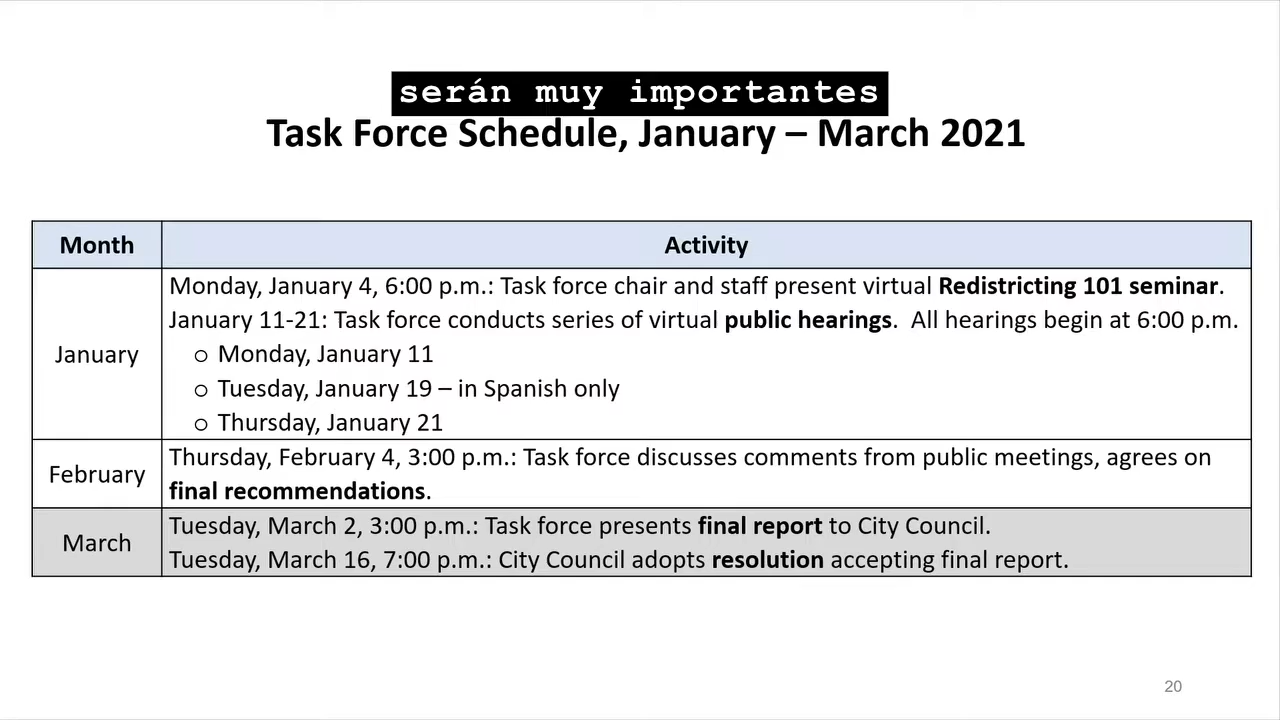 serán muy importantes
Task Force Schedule, January – March 2021
Month Activity
January
Monday, January 4, 6:00 p.m.: Task force chair and staff present virtual Redistricting 101 seminar.
January 11-21: Task force conducts series of virtual public hearings.  All hearings begin at 6:00 p.m.
○ Monday, January 11
○ Tuesday, January 19 – in Spanish only
○ Thursday, January 21
February
Thursday, February 4, 3:00 p.m.: Task force discusses comments from public meetings, agrees on
final recommendations.
March
Tuesday, March 2, 3:00 p.m.: Task force presents final report to City Council.
Tuesday, March 16, 7:00 p.m.: City Council adopts resolution accepting final report.
20